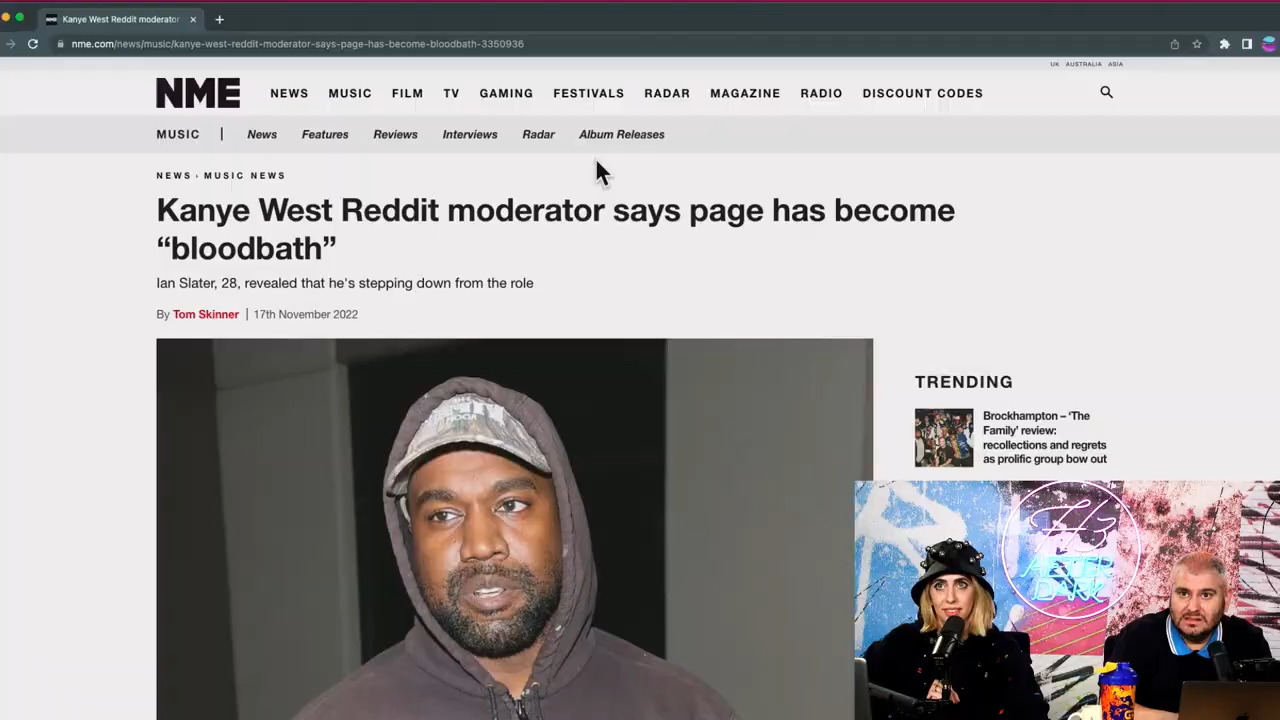 Kanye West Reddit moderator
nme.com/news/music/kanye-west-reddit-moderator-says-page-has-become-bloodbath-3350936
UK AUSTRALIA ASIA
NME NEWS MUSIC FILM TV GAMING FESTIVALS RADAR MAGAZINE RADIO DISCOUNT CODES
MUSIC | News Features Reviews Interviews Radar Album Releases
NEWS › MUSIC NEWS
Kanye West Reddit moderator says page has become
“bloodbath”
Ian Slater, 28, revealed that he's stepping down from the role
By Tom Skinner | 17th November 2022
TRENDING
Brockhampton – ‘The
Family’ review:
recollections and regrets
as prolific group bow out
H3
AFTER
DARK